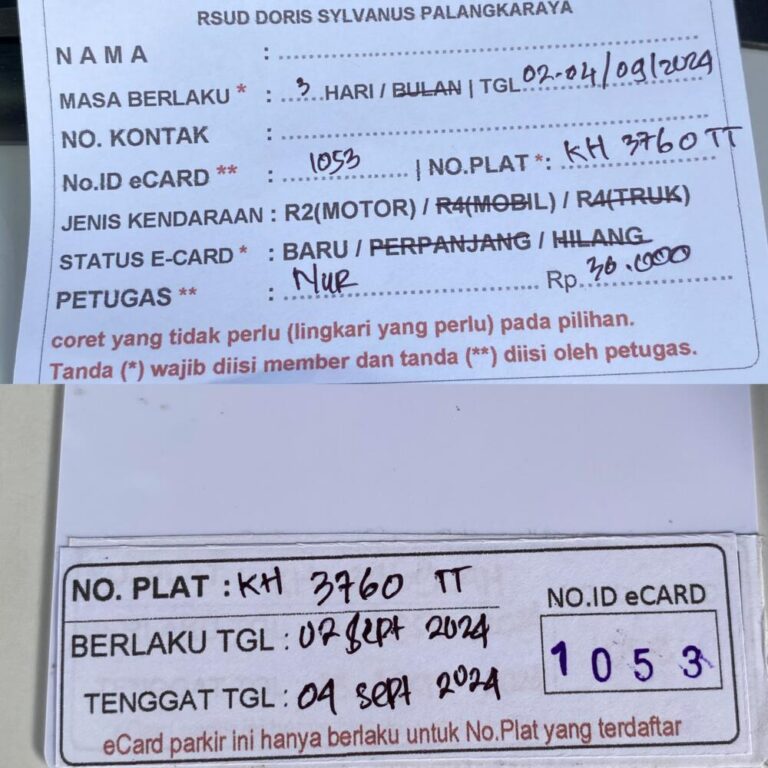 RSUD DORIS SYLVANUS PALANGKARAYA
NAMA :
MASA BERLAKU * : 3 HARI / BULAN | TGL 02-04/09/2024
NO. KONTAK :
No.ID eCARD ** : 1053 | NO.PLAT *: KH 3760 TT
JENIS KENDARAAN : R2(MOTOR) / R4(MOBIL) / R4(TRUK)
STATUS E-CARD * : BARU / PERPANJANG / HILANG
PETUGAS ** : NUR Rp. 30.000
coret yang tidak perlu (lingkari yang perlu) pada pilihan.
Tanda (*) wajib diisi member dan tanda (**) diisi oleh petugas.
NO. PLAT : KH 3760 TT
BERLAKU TGL : 02 Sept 2024
TENGGAT TGL : 04 Sept 2024
NO.ID eCARD
1053
eCard parkir ini hanya berlaku untuk No.Plat yang terdaftar